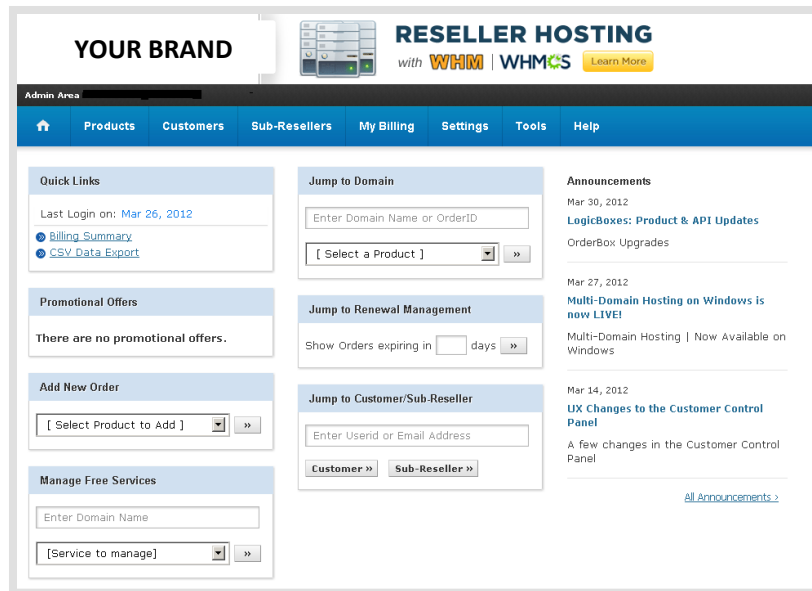 YOUR BRAND
RESELLER HOSTING
with WHM | WHMCS Learn More
Admin Area
Products Customers Sub-Resellers My Billing Settings Tools Help
Quick Links
Last Login on: Mar 26, 2012
Billing Summary
CSV Data Export
Promotional Offers
There are no promotional offers.
Add New Order
[ Select Product to Add ] »
Manage Free Services
Enter Domain Name
[Service to manage] »
Jump to Domain
Enter Domain Name or OrderID
[ Select a Product ] »
Jump to Renewal Management
Show Orders expiring in days »
Jump to Customer/Sub-Reseller
Enter Userid or Email Address
Customer » Sub-Reseller »
Announcements
Mar 30, 2012
LogicBoxes: Product & API Updates
OrderBox Upgrades
Mar 27, 2012
Multi-Domain Hosting on Windows is
now LIVE!
Multi-Domain Hosting | Now Available on
Windows
Mar 14, 2012
UX Changes to the Customer Control
Panel
A few changes in the Customer Control
Panel
All Announcements ›